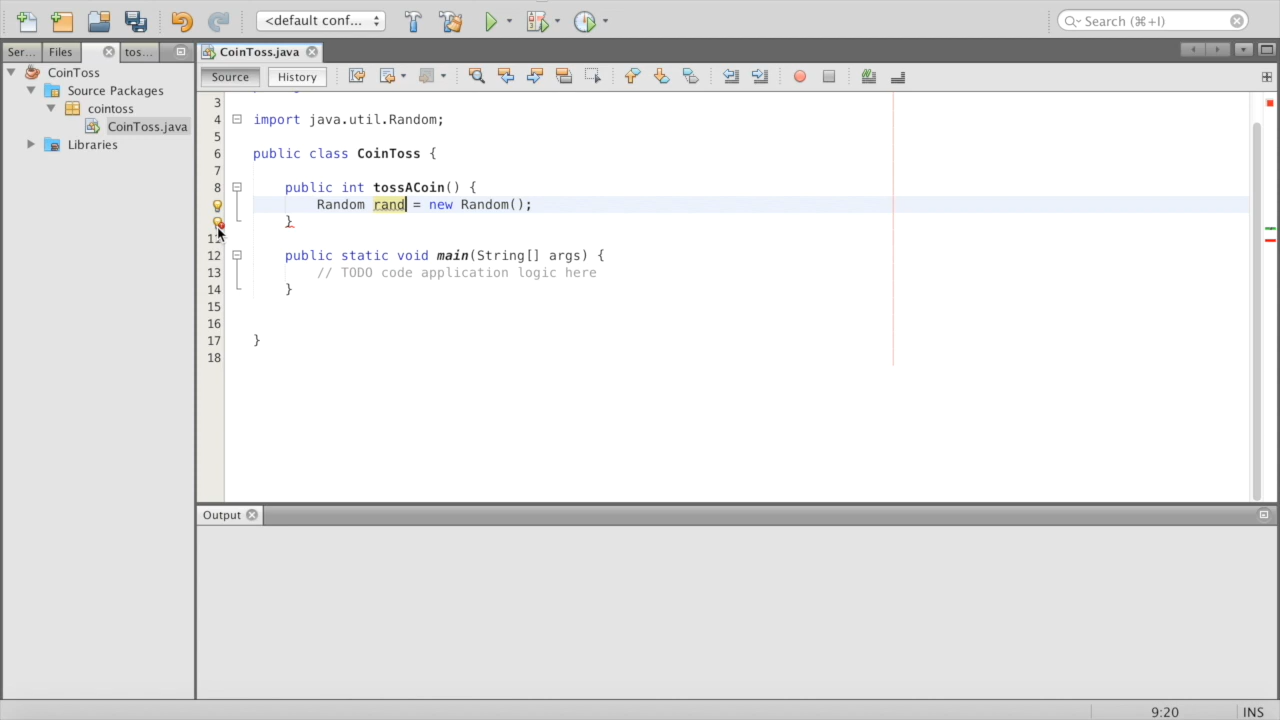 <default conf...
Search (⌘+I)
Ser... Files tos... CoinToss.java
Source History
CoinToss
Source Packages
cointoss
CoinToss.java
Libraries
3
4 import java.util.Random;
5
6 public class CoinToss {
7
8 public int tossACoin() {
Random rand = new Random();
}
11
12 public static void main(String[] args) {
13 // TODO code application logic here
14 }
15
16
17 }
18
Output
9:20 INS